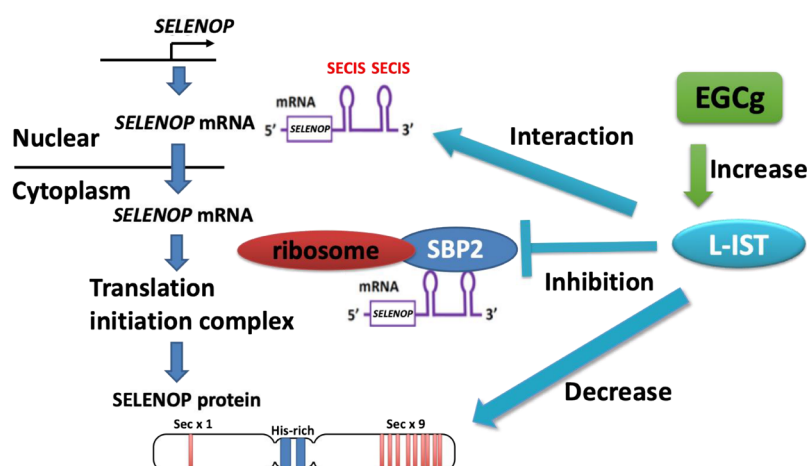 SELENOP
SECIS SECIS
mRNA
5' SELENOP 3'
SELENOP mRNA
Nuclear
Cytoplasm
SELENOP mRNA
EGCg
Interaction
Increase
ribosome
SBP2
L-IST
Inhibition
mRNA
5' SELENOP 3'
Translation
initiation complex
Decrease
SELENOP protein
Sec x 1
His-rich
Sec x 9